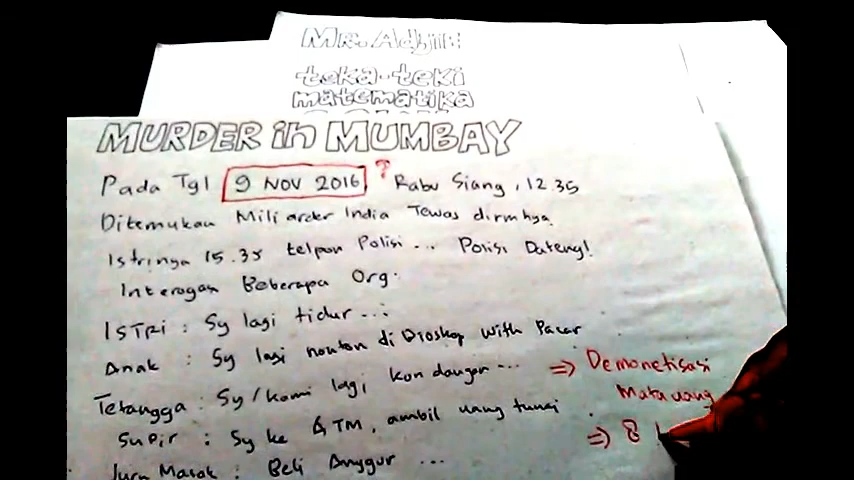 Mr. Adjie
teka-teki
matematika
MURDER in MUMBAY
Pada Tgl 9 NOV 2016 ? Rabu Siang, 12.35
Ditemukan Miliarder India Tewas dirmhnya
Istrinya 15.35 telpon Polisi ... Polisi Dateng!
Interogasi Beberapa Org.
ISTRI : Sy lagi tidur ...
Anak : Sy lagi nonton di Bioskop with Pacar
Tetangga : Sy/kami lagi kondangan ...
=> Demonetisasi
Mata uang
Supir : Sy ke ATM, ambil uang tunai
=> 8
Juru Masak : Beli Anggur ...